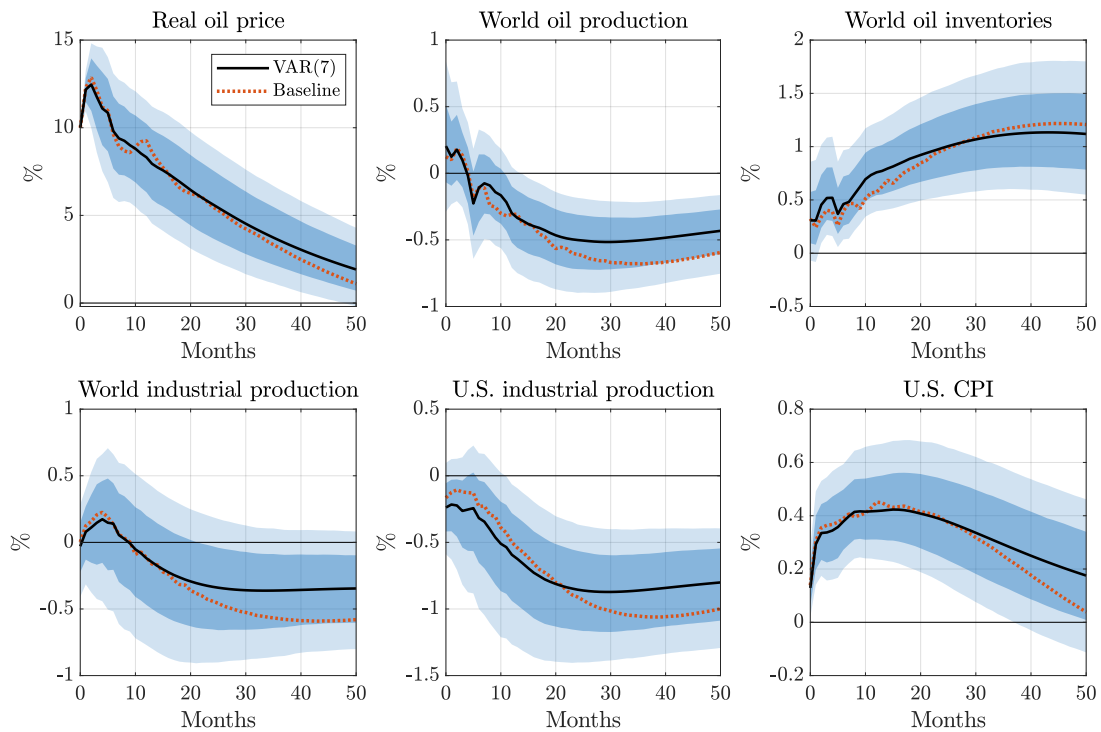 Real oil price
15
10
5
0
%
0 10 20 30 40 50
Months
VAR(7)
Baseline
World oil production
1
0.5
0
-0.5
-1
%
0 10 20 30 40 50
Months
World oil inventories
2
1.5
1
0.5
0
-0.5
%
0 10 20 30 40 50
Months
World industrial production
1
0.5
0
-0.5
-1
%
0 10 20 30 40 50
Months
U.S. industrial production
0.5
0
-0.5
-1
-1.5
%
0 10 20 30 40 50
Months
U.S. CPI
0.8
0.6
0.4
0.2
0
-0.2
%
0 10 20 30 40 50
Months